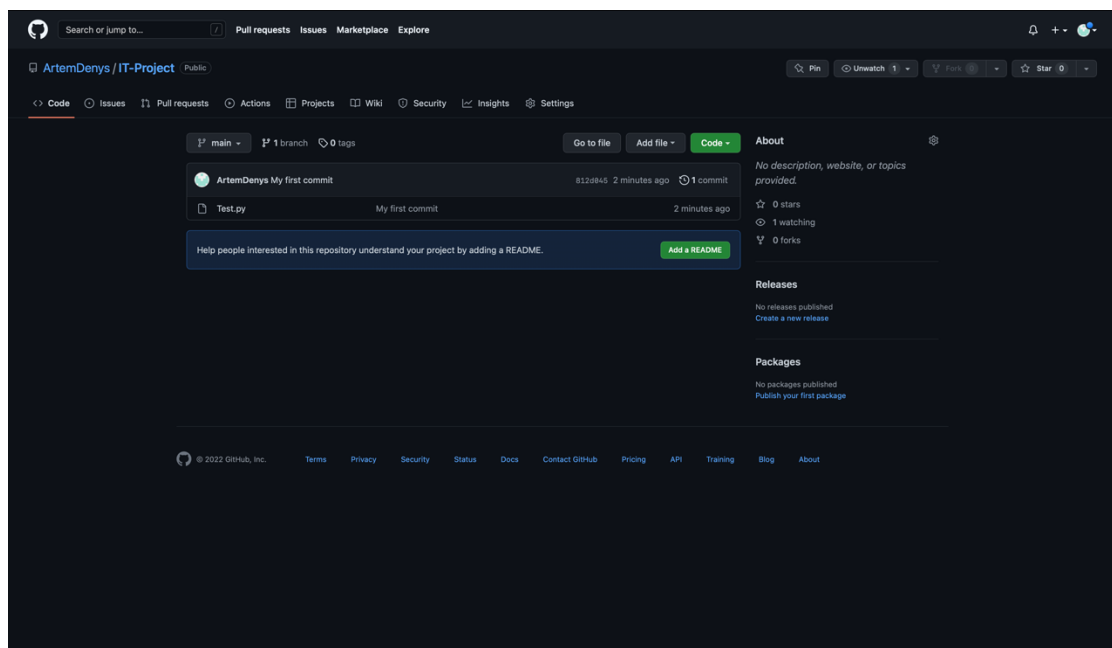 Search or jump to... /
Pull requests Issues Marketplace Explore
ArtemDenys / IT-Project Public
Pin Unwatch 1 Fork 0 Star 0
Code Issues Pull requests Actions Projects Wiki Security Insights Settings
main 1 branch 0 tags Go to file Add file Code
ArtemDenys My first commit 812d845 2 minutes ago 1 commit
Test.py My first commit 2 minutes ago
Help people interested in this repository understand your project by adding a README. Add a README
About
No description, website, or topics
provided.
0 stars
1 watching
0 forks
Releases
No releases published
Create a new release
Packages
No packages published
Publish your first package
© 2022 GitHub, Inc. Terms Privacy Security Status Docs Contact GitHub Pricing API Training Blog About